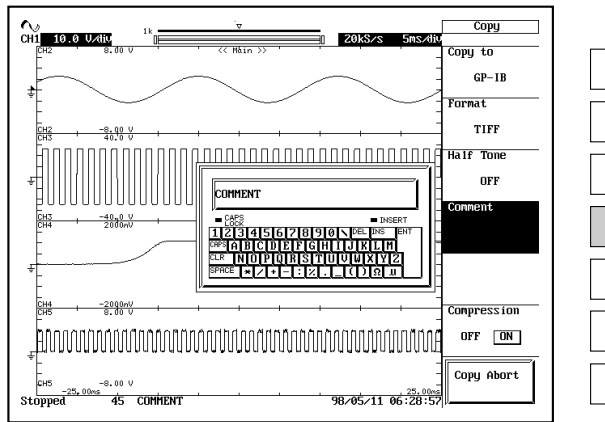 Copy
CH1 10.0 V/div
1k
20kS/s 5ms/div
CH2 8.00 V
<< Main >>
Copy to
GP-IB
Format
TIFF
CH2 -8.00 V
CH3 40.0 V
Half Tone
OFF
COMMENT
CAPS LOCK
INSERT
1 2 3 4 5 6 7 8 9 0 \ DEL INS ENT
CAPS A B C D E F G H I J K L M
CLR N O P Q R S T U V W X Y Z
SPACE * / + - : % . _ ( ) Ω µ
Comment
CH3 -40.0 V
CH4 2000mV
CH4 -2000mV
CH5 8.00 V
Compression
OFF ON
CH5 -8.00 V
-25.00ms
25.00ms
Copy Abort
Stopped 45 COMMENT 98/05/11 06:28:57